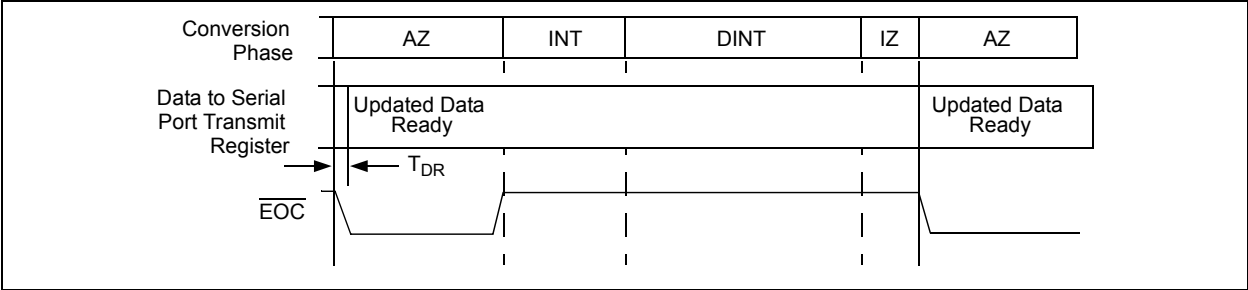 Conversion
Phase
AZ INT DINT IZ AZ
Data to Serial
Port Transmit
Register
Updated Data
Ready
Updated Data
Ready
TDR
EOC